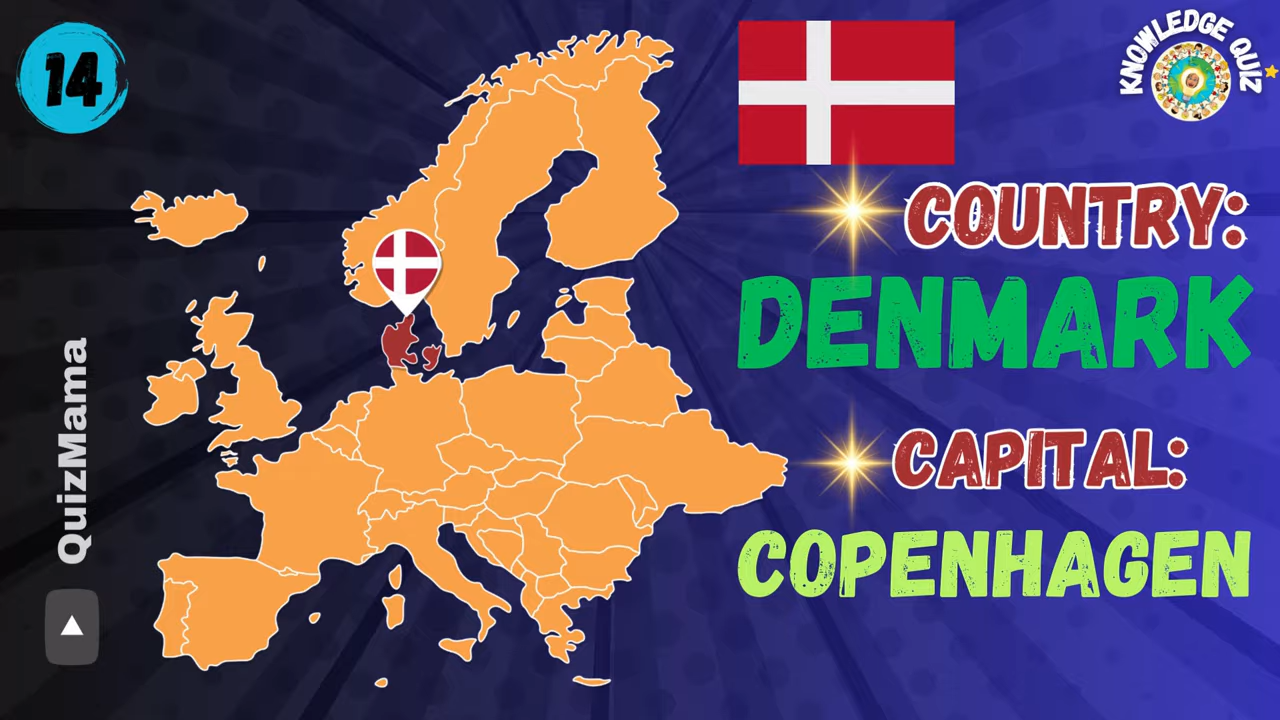 14
KNOWLEDGE QUIZ
COUNTRY:
DENMARK
CAPITAL:
COPENHAGEN
QuizMama